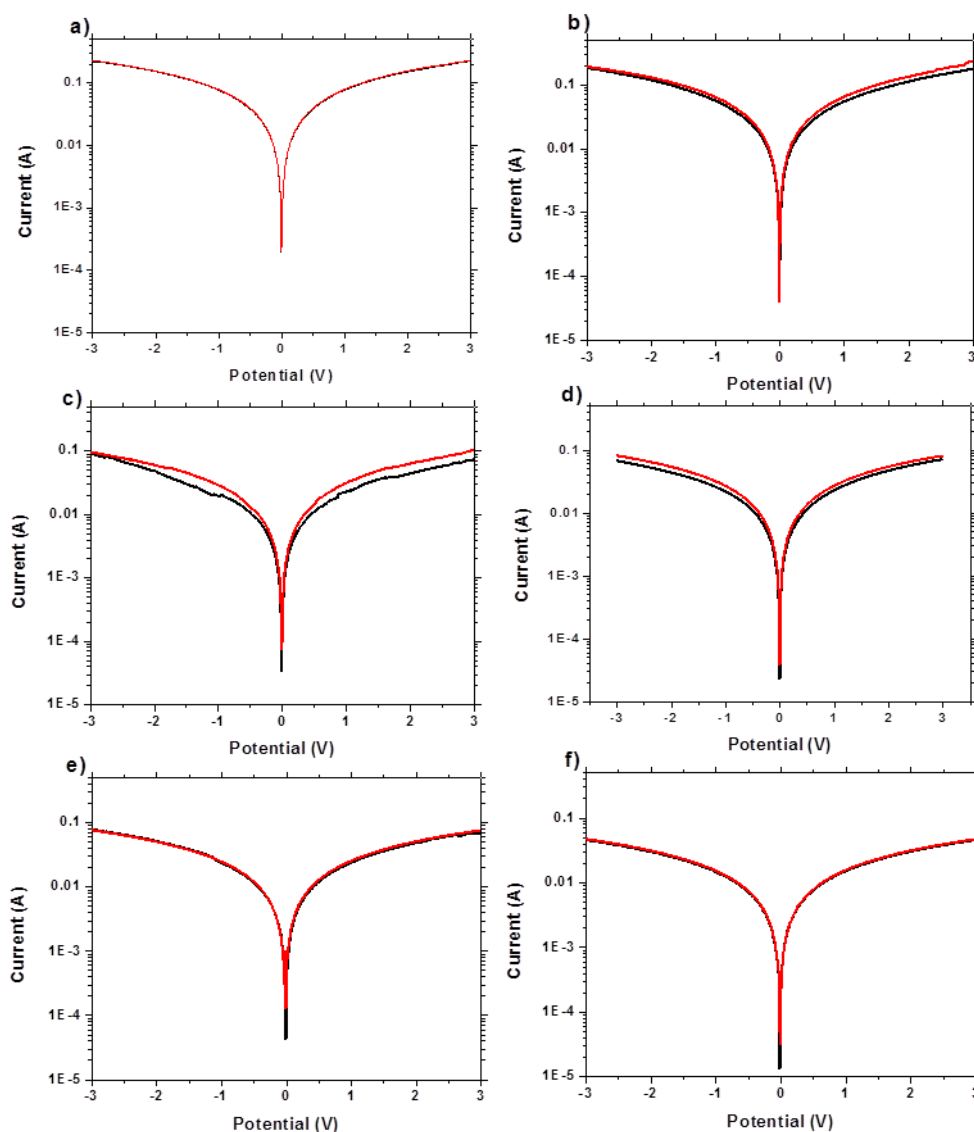 a)
Current (A)
0.1
0.01
1E-3
1E-4
1E-5
-3 -2 -1 0 1 2 3
Potential (V)
b)
Current (A)
0.1
0.01
1E-3
1E-4
1E-5
-3 -2 -1 0 1 2 3
Potential (V)
c)
Current (A)
0.1
0.01
1E-3
1E-4
1E-5
-3 -2 -1 0 1 2 3
Potential (V)
d)
Current (A)
0.1
0.01
1E-3
1E-4
1E-5
-3 -2 -1 0 1 2 3
Potential (V)
e)
Current (A)
0.1
0.01
1E-3
1E-4
1E-5
-3 -2 -1 0 1 2 3
Potential (V)
f)
Current (A)
0.1
0.01
1E-3
1E-4
1E-5
-3 -2 -1 0 1 2 3
Potential (V)